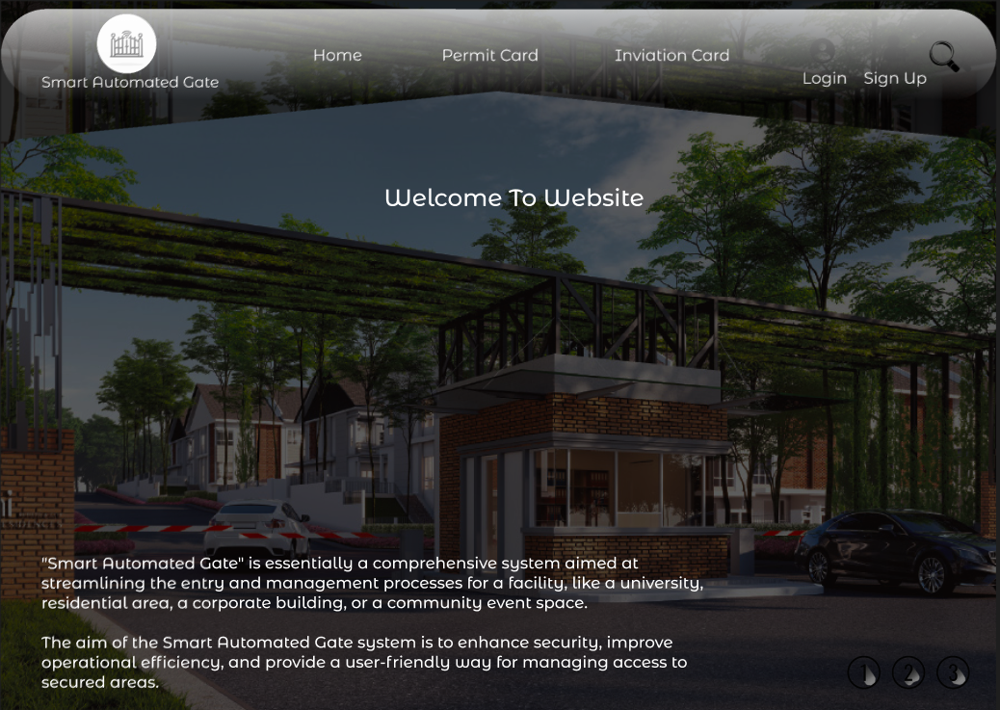 Smart Automated Gate
Home
Permit Card
Inviation Card
Login
Sign Up
Welcome To Website
"Smart Automated Gate" is essentially a comprehensive system aimed at
streamlining the entry and management processes for a facility, like a university,
residential area, a corporate building, or a community event space.
The aim of the Smart Automated Gate system is to enhance security, improve
operational efficiency, and provide a user-friendly way for managing access to
secured areas.
1 2 3